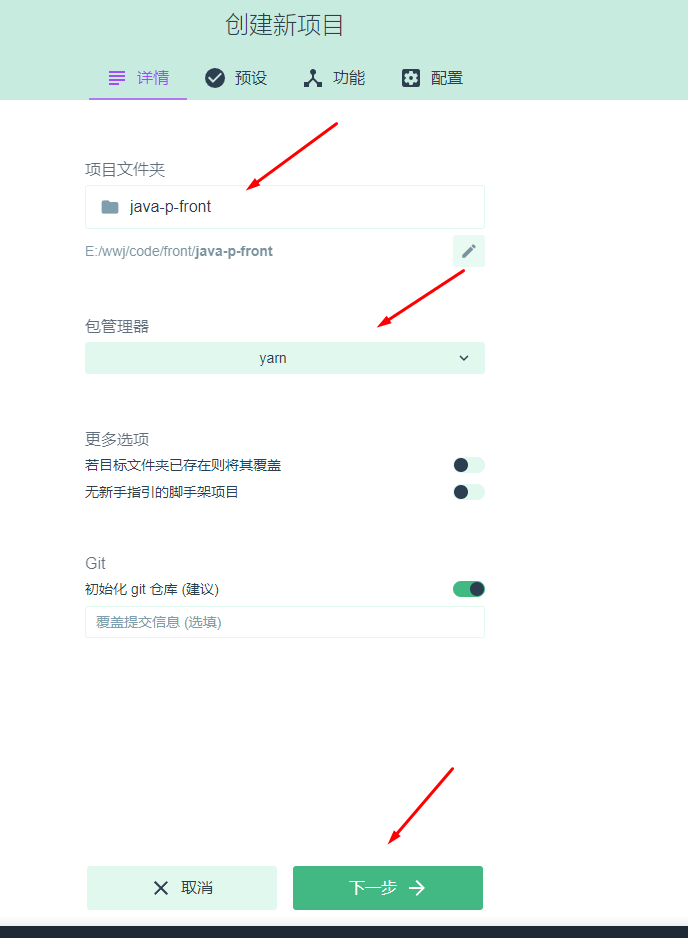 创建新项目
详情 预设 功能 配置
项目文件夹
java-p-front
E:/wwj/code/front/java-p-front
包管理器
yarn
更多选项
若目标文件夹已存在则将其覆盖
无新手指引的脚手架项目
Git
初始化 git 仓库 (建议)
覆盖提交信息 (选填)
取消 下一步